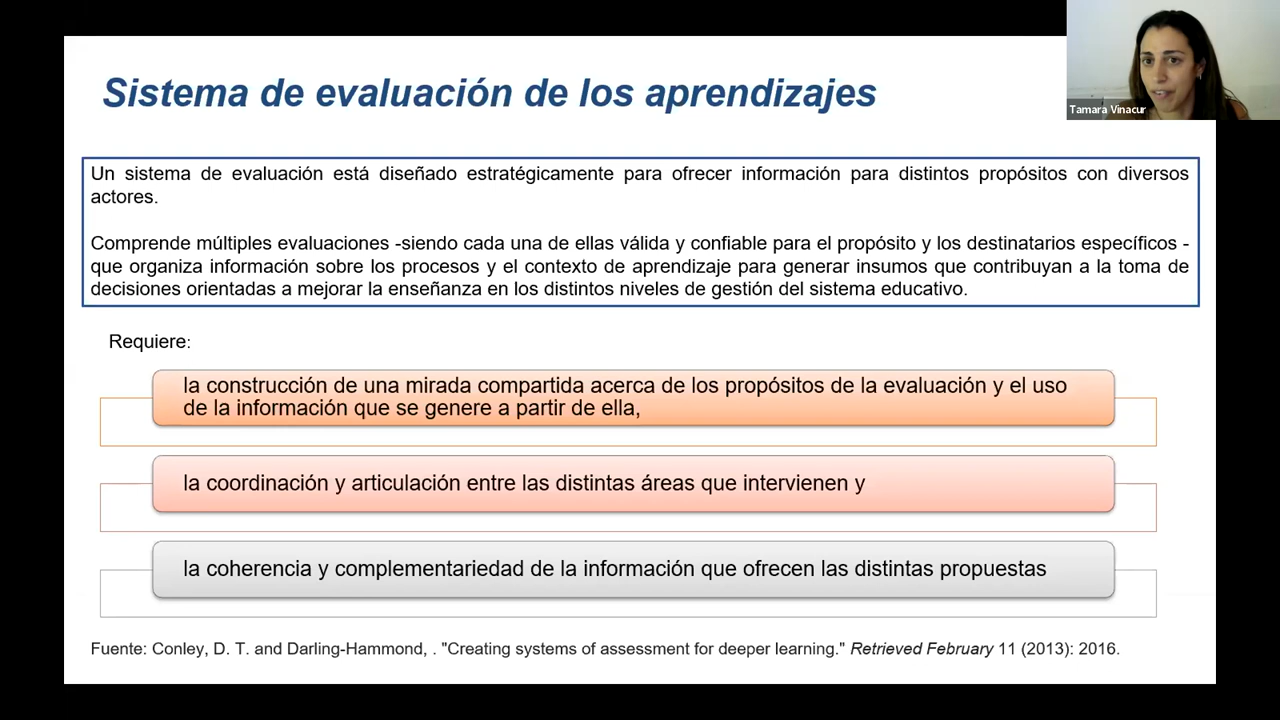 Sistema de evaluación de los aprendizajes
Tamara Vinacur
Un sistema de evaluación está diseñado estratégicamente para ofrecer información para distintos propósitos con diversos
actores.
Comprende múltiples evaluaciones -siendo cada una de ellas válida y confiable para el propósito y los destinatarios específicos -
que organiza información sobre los procesos y el contexto de aprendizaje para generar insumos que contribuyan a la toma de
decisiones orientadas a mejorar la enseñanza en los distintos niveles de gestión del sistema educativo.
Requiere:
la construcción de una mirada compartida acerca de los propósitos de la evaluación y el uso
de la información que se genere a partir de ella,
la coordinación y articulación entre las distintas áreas que intervienen y
la coherencia y complementariedad de la información que ofrecen las distintas propuestas
Fuente: Conley, D. T. and Darling-Hammond, . "Creating systems of assessment for deeper learning." Retrieved February 11 (2013): 2016.